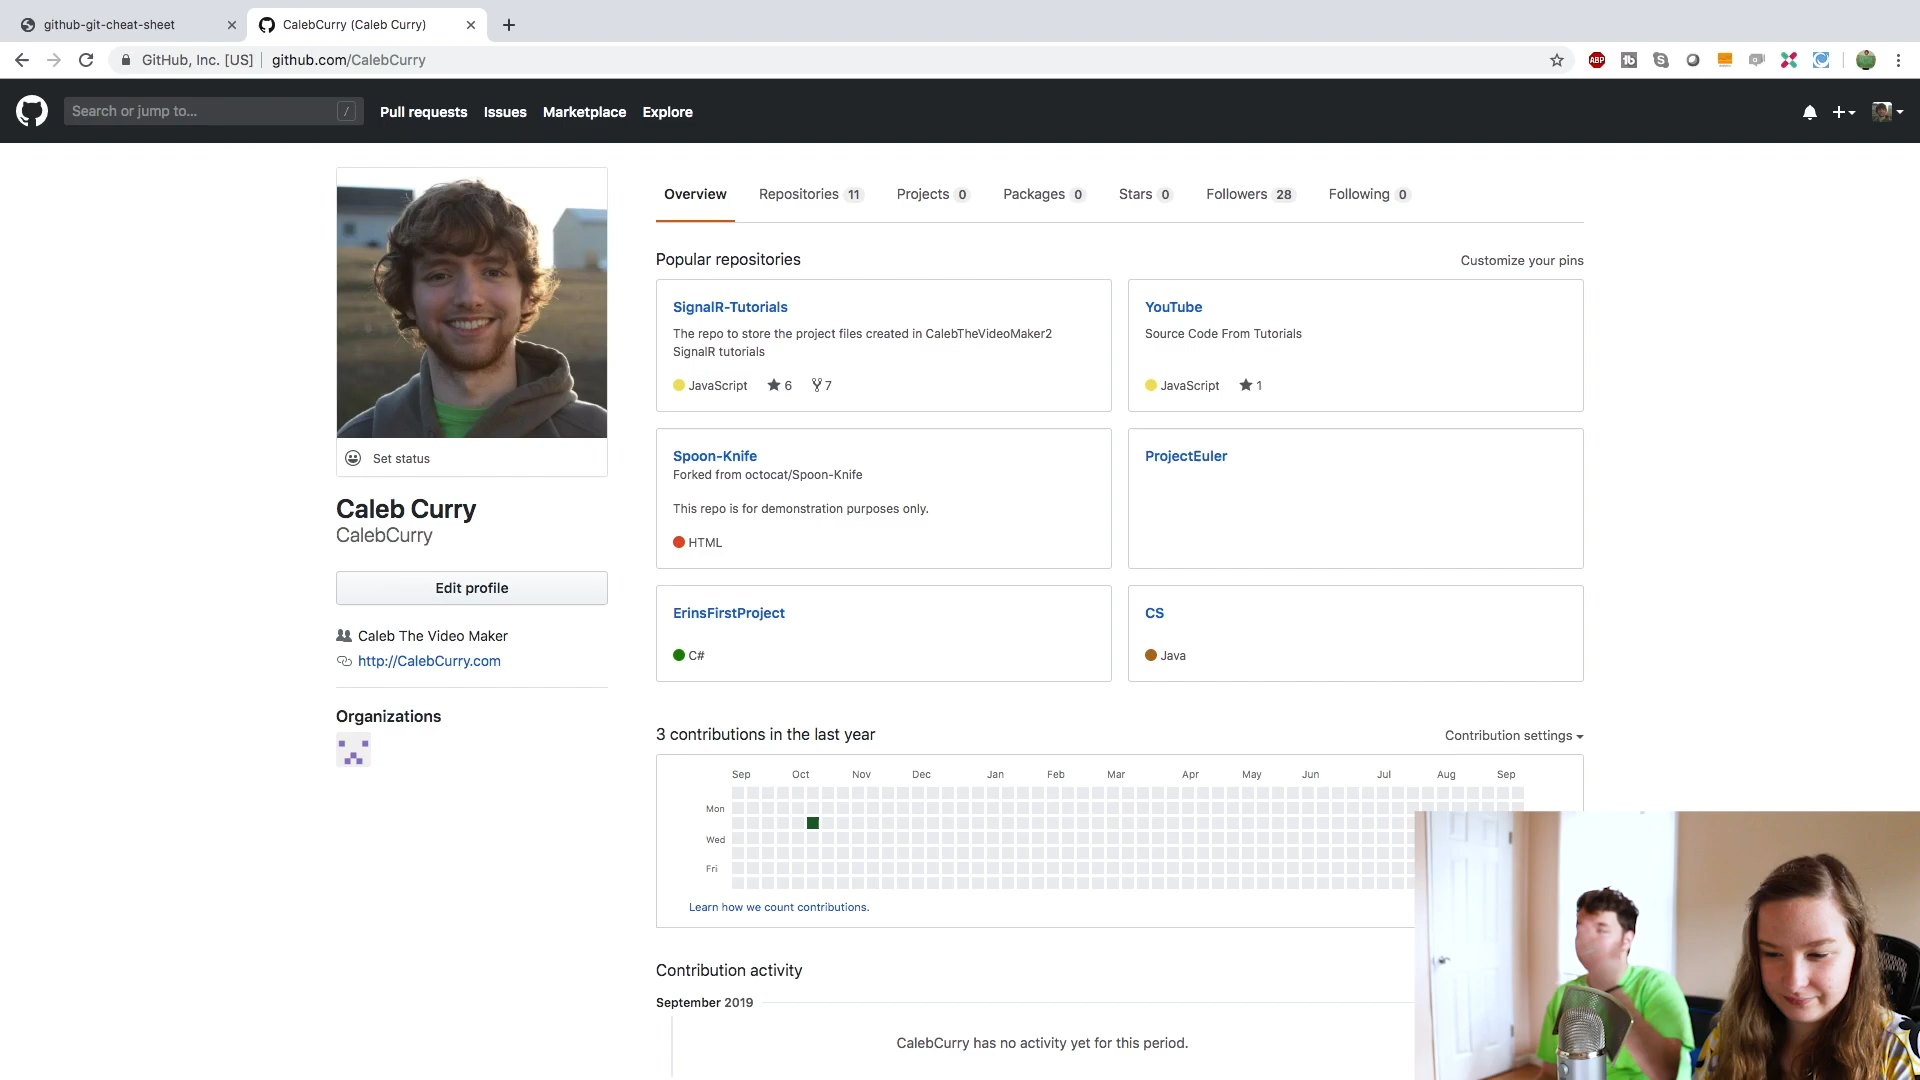 github-git-cheat-sheet
CalebCurry (Caleb Curry)
GitHub, Inc. [US] github.com/CalebCurry
ABP
Search or jump to... /
Pull requests Issues Marketplace Explore
Overview Repositories 11 Projects 0 Packages 0 Stars 0 Followers 28 Following 0
Popular repositories
Customize your pins
SignalR-Tutorials
The repo to store the project files created in CalebTheVideoMaker2
SignalR tutorials
JavaScript 6 7
YouTube
Source Code From Tutorials
JavaScript 1
Spoon-Knife
Forked from octocat/Spoon-Knife
This repo is for demonstration purposes only.
HTML
ProjectEuler
ErinsFirstProject
C#
CS
Java
Set status
Caleb Curry
CalebCurry
Edit profile
Caleb The Video Maker
http://CalebCurry.com
Organizations
3 contributions in the last year
Contribution settings
Sep Oct Nov Dec Jan Feb Mar Apr May Jun Jul Aug Sep
Mon
Wed
Fri
Learn how we count contributions.
Contribution activity
September 2019
CalebCurry has no activity yet for this period.